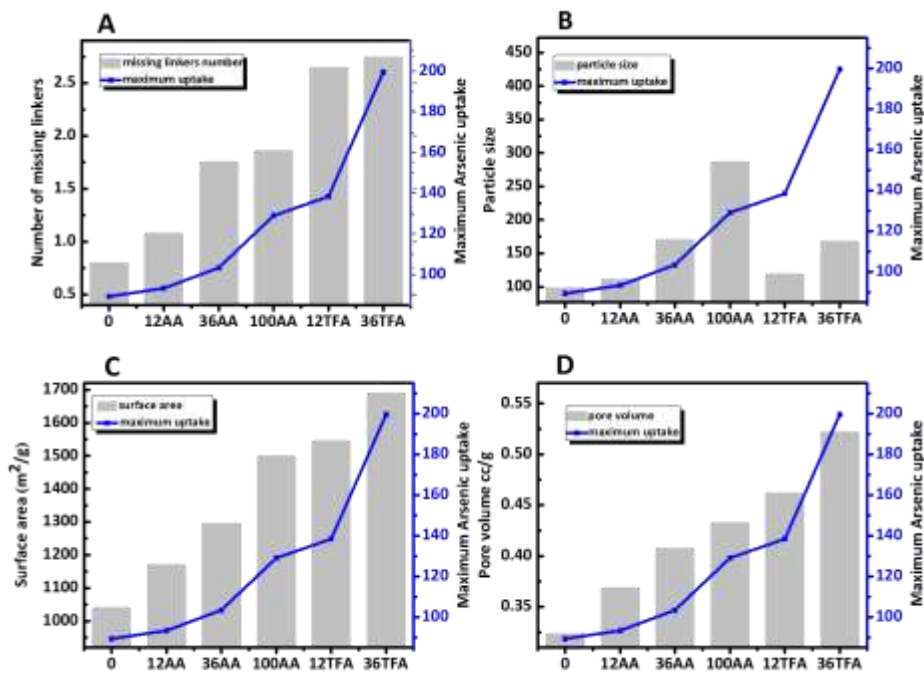 A
Number of missing linkers
2.5
2.0
1.5
1.0
0.5
missing linkers number
maximum uptake
200
180
160
140
120
100
Maximum Arsenic uptake
0 12AA 36AA 100AA 12TFA 36TFA
B
Particle size
450
400
350
300
250
200
150
100
particle size
maximum uptake
200
180
160
140
120
100
Maximum Arsenic uptake
0 12AA 36AA 100AA 12TFA 36TFA
C
Surface area (m²/g)
1700
1600
1500
1400
1300
1200
1100
1000
surface area
maximum uptake
200
180
160
140
120
100
Maximum Arsenic uptake
0 12AA 36AA 100AA 12TFA 36TFA
D
Pore volume cc/g
0.55
0.50
0.45
0.40
0.35
pore volume
maximum uptake
200
180
160
140
120
100
Maximum Arsenic uptake
0 12AA 36AA 100AA 12TFA 36TFA